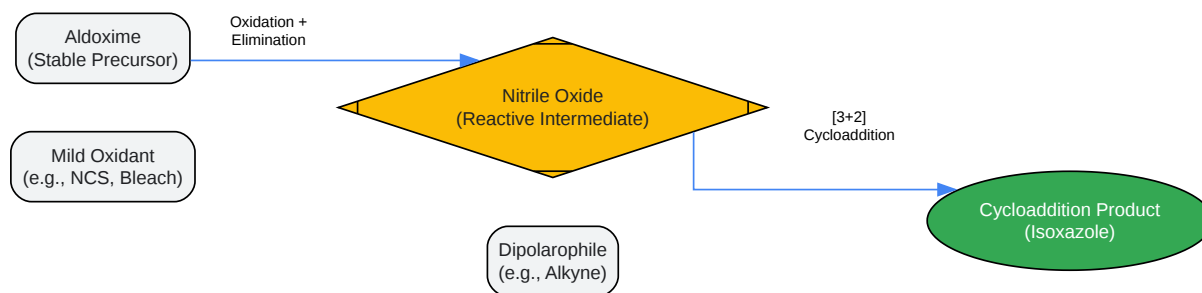 Aldoxime
(Stable Precursor)
Oxidation +
Elimination
Nitrile Oxide
(Reactive Intermediate)
Mild Oxidant
(e.g., NCS, Bleach)
[3+2]
Cycloaddition
Cycloaddition Product
(Isoxazole)
Dipolarophile
(e.g., Alkyne)